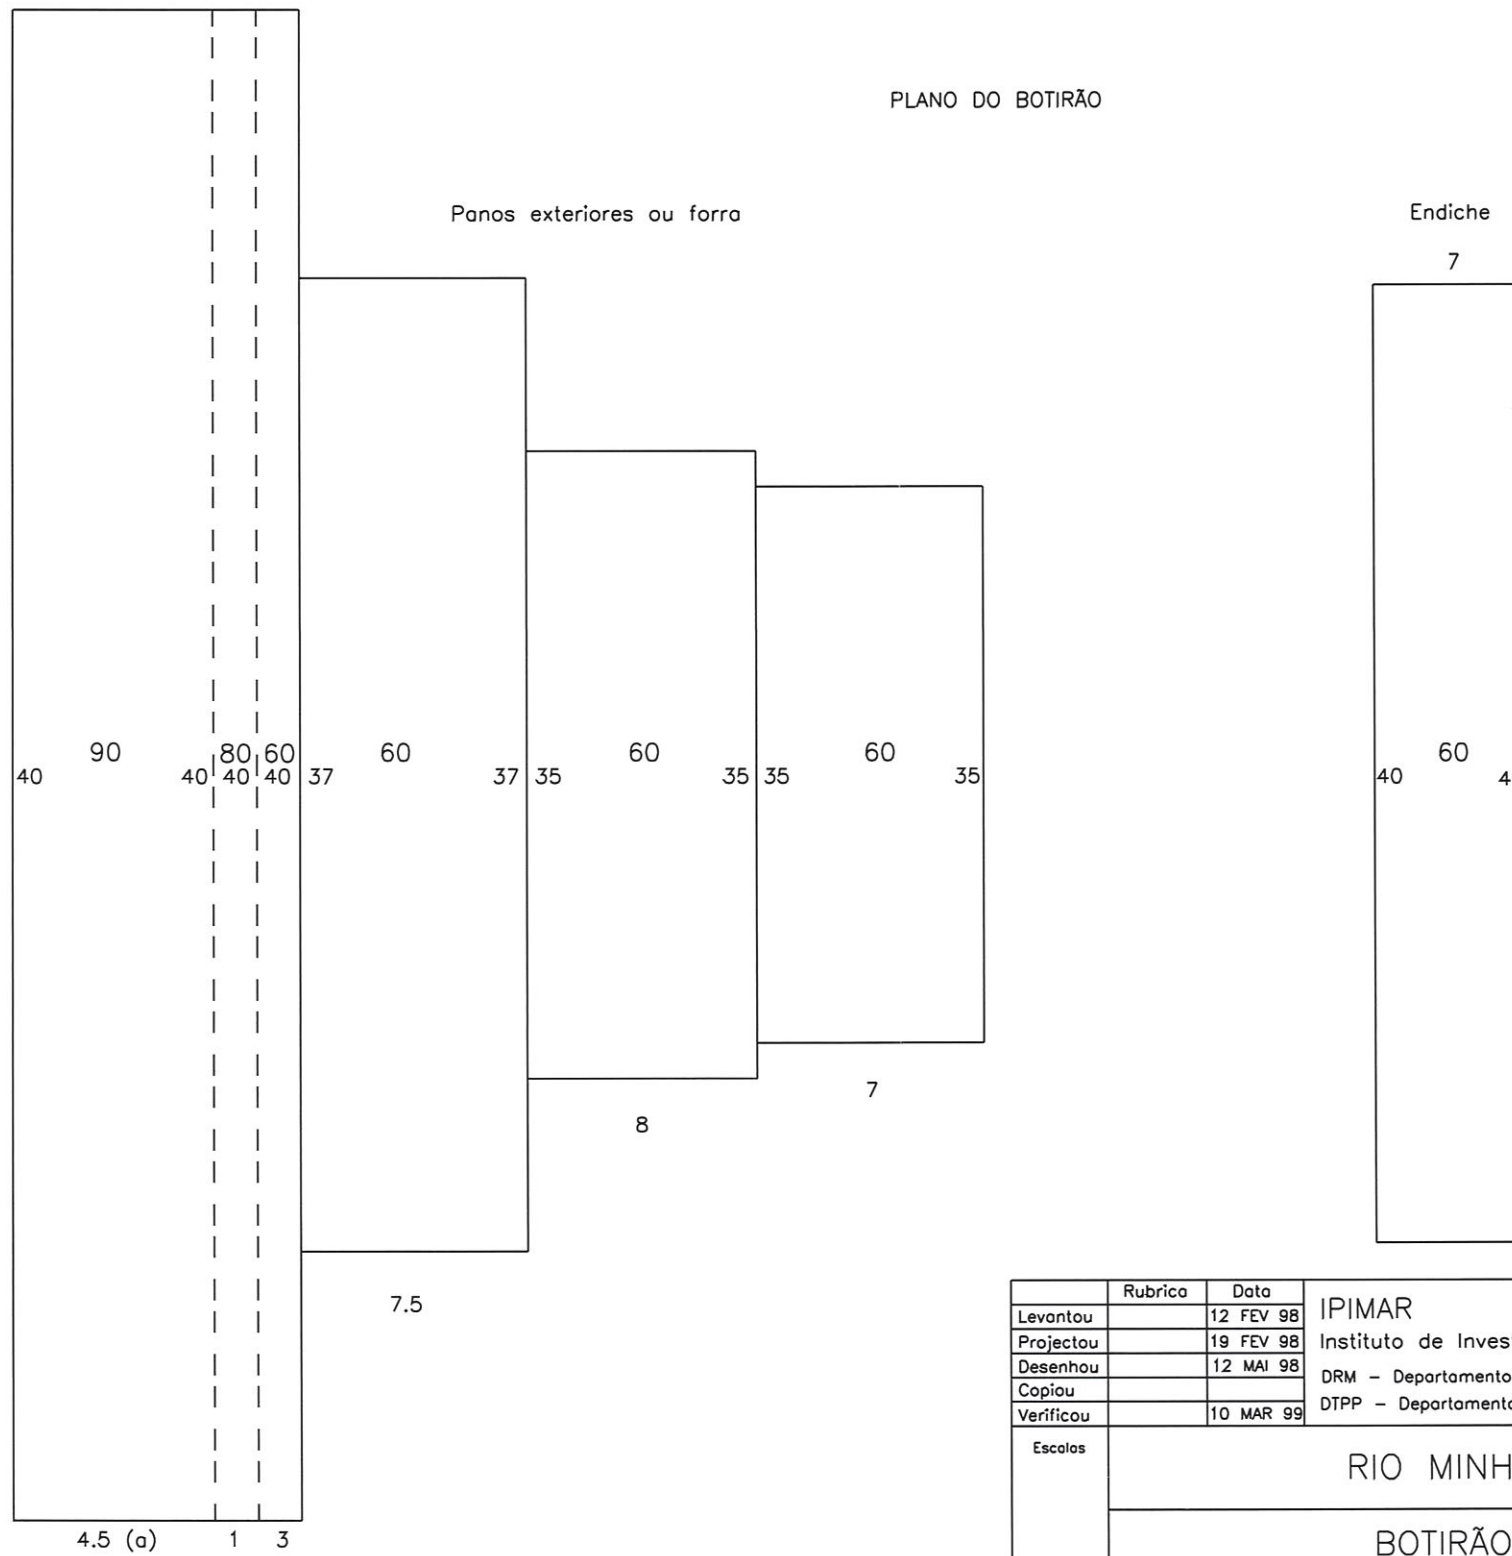 PLANO DO BOTIRÃO
Panos exteriores ou forra
Endiche
7
90 80 60 60 60 60 60
40 40 40 40 37 37 35 35 35 35 40 4
7
8
7.5
4.5 (a) 1 3
Rubrica Data
Levantou 12 FEV 98
Projectou 19 FEV 98
Desenhou 12 MAI 98
Copiou
Verificou 10 MAR 99
IPIMAR
Instituto de Inves
DRM – Departamento
DTPP – Departamento
Escalas
RIO MINH
BOTIRÃO